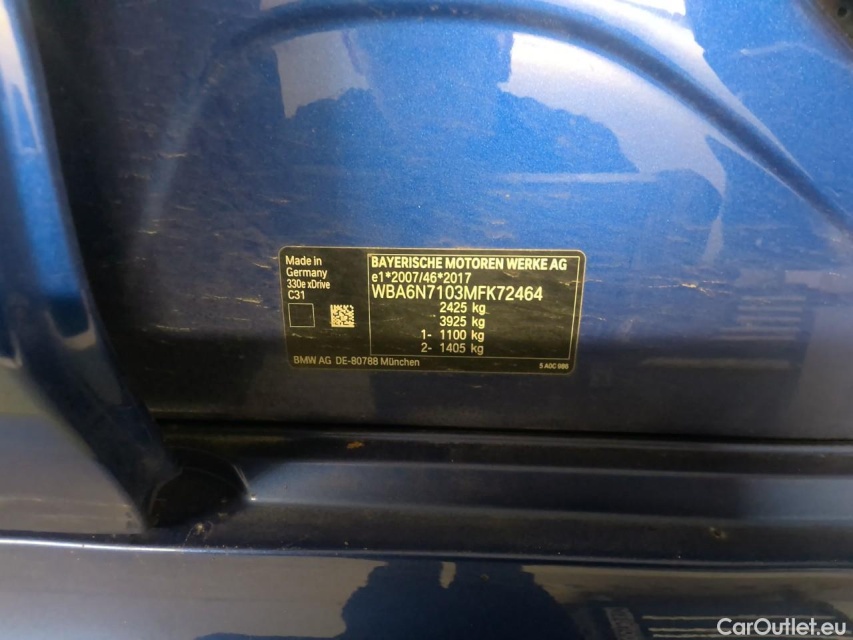 Made in
Germany
330e xDrive
C31
BMW AG DE-80788 München
BAYERISCHE MOTOREN WERKE AG
e1*2007/46*2017
WBA6N7103MFK72464
2425 kg
3925 kg
1- 1100 kg
2- 1405 kg
5 A0C 986
CarOutlet.eu